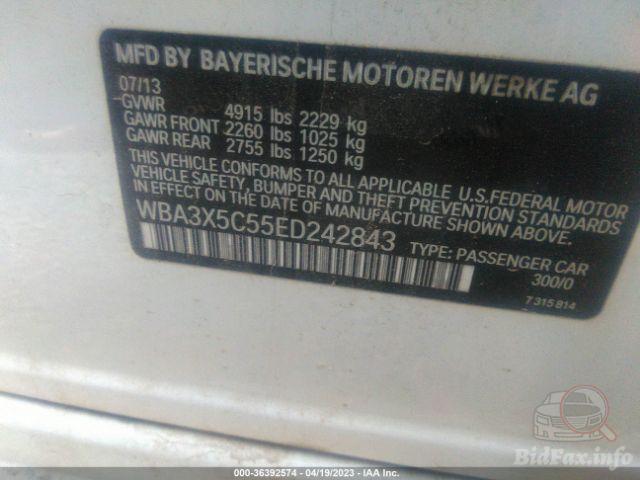 MFD BY BAYERISCHE MOTOREN WERKE AG
07/13
GVWR 4915 lbs 2229 kg
GAWR FRONT 2260 lbs 1025 kg
GAWR REAR 2755 lbs 1250 kg
THIS VEHICLE CONFORMS TO ALL APPLICABLE U.S.FEDERAL MOTOR
VEHICLE SAFETY, BUMPER AND THEFT PREVENTION STANDARDS
IN EFFECT ON THE DATE OF MANUFACTURE SHOWN ABOVE.
WBA3X5C55ED242843
TYPE: PASSENGER CAR
300/0
7315814
BidFax.info
000-36392574 / 04/19/2023 - IAA Inc.